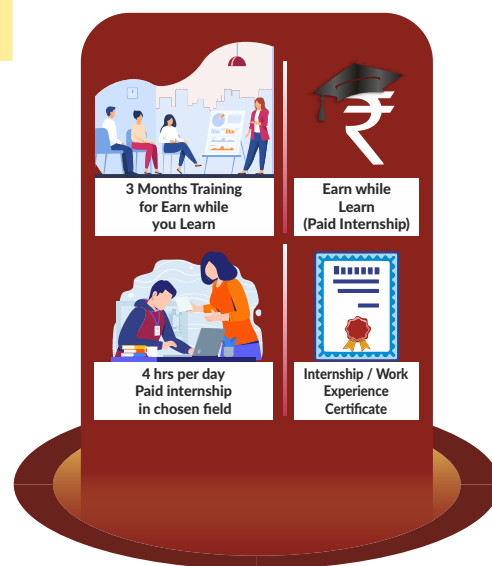 3 Months Training
for Earn while
you Learn
Earn while
Learn
(Paid Internship)
4 hrs per day
Paid internship
in chosen field
Internship / Work
Experience
Certificate